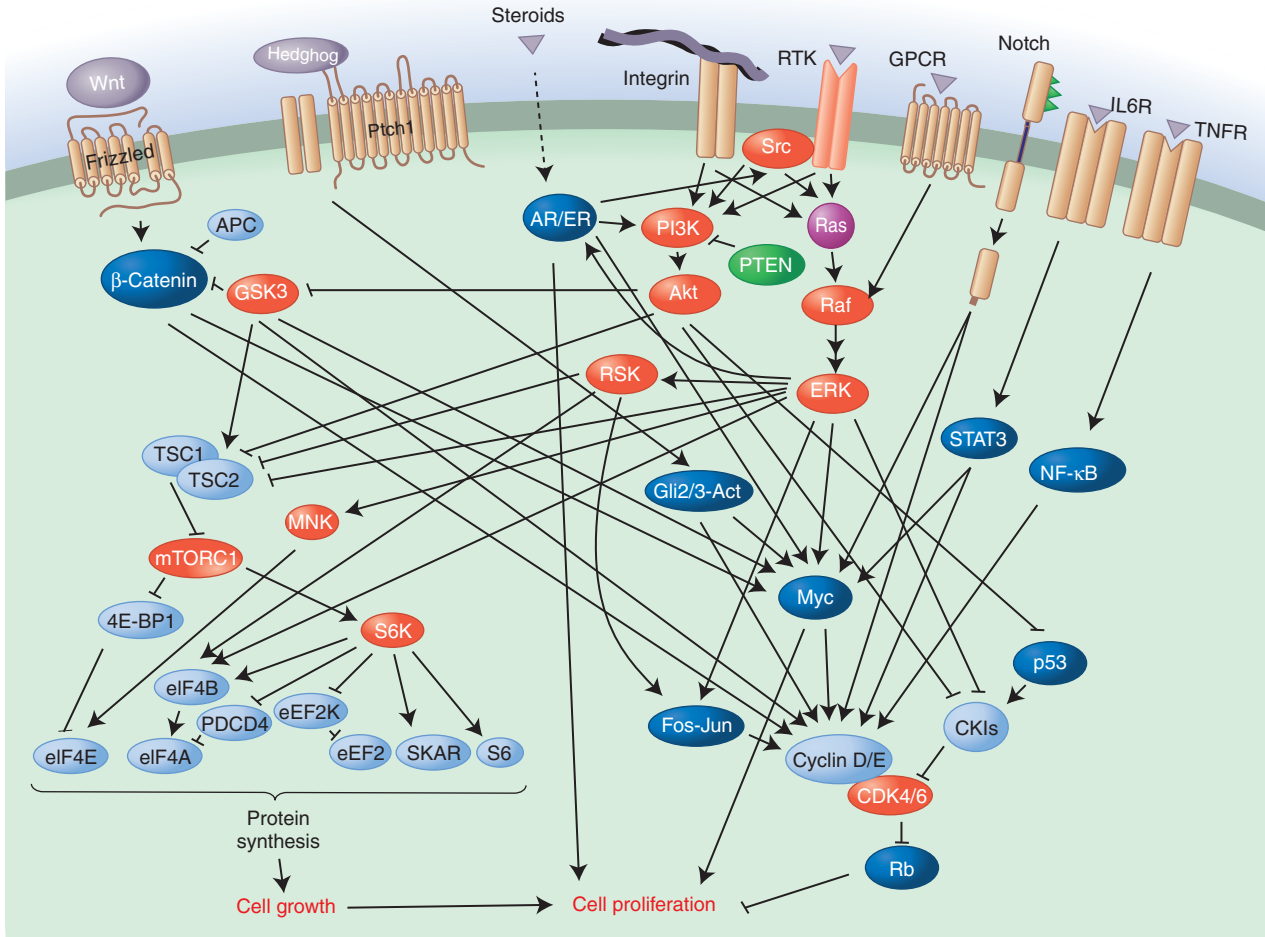 Steroids
Notch
Hedghog
Integrin
RTK
GPCR
Wnt
IL6R
TNFR
Ptch1
Frizzled
Src
APC
AR/ER
PI3K
Ras
PTEN
β-Catenin
GSK3
Akt
Raf
RSK
ERK
STAT3
TSC1
TSC2
NF-κB
Gli2/3-Act
MNK
mTORC1
Myc
4E-BP1
S6K
p53
eIF4B
PDCD4
eEF2K
Fos-Jun
CKIs
eIF4E
eIF4A
eEF2
SKAR
S6
Cyclin D/E
CDK4/6
Protein
synthesis
Rb
Cell growth
Cell proliferation